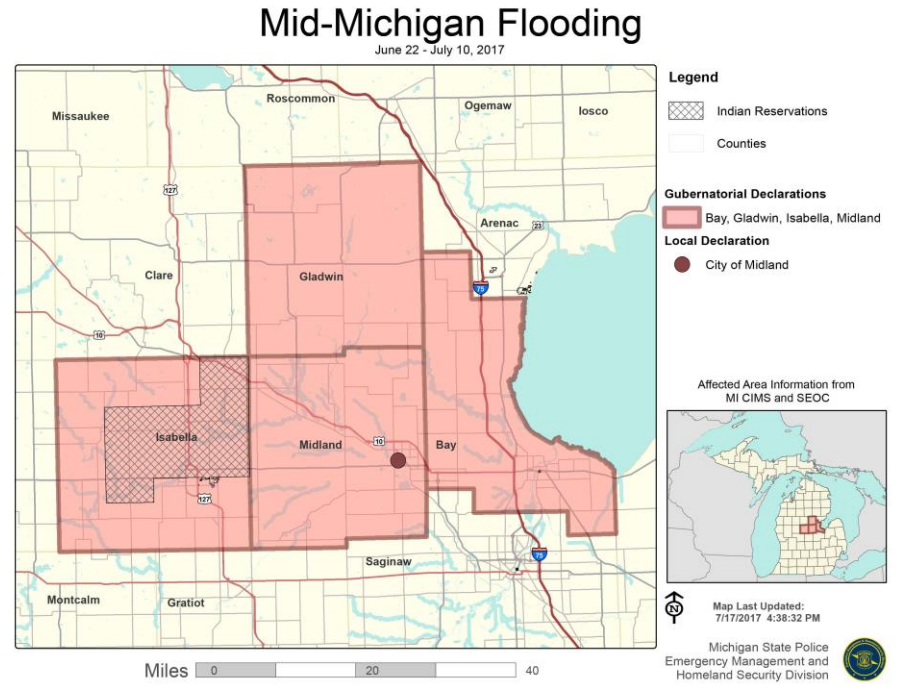 Mid-Michigan Flooding
June 22 - July 10, 2017
Missaukee
Roscommon
Ogemaw
Iosco
127
Arenac
23
Clare
Gladwin
75
10
Isabella
Midland
10
Bay
127
75
Saginaw
Montcalm
Gratiot
Miles
0
20
40
Legend
Indian Reservations
Counties
Gubernatorial Declarations
Bay, Gladwin, Isabella, Midland
Local Declaration
City of Midland
Affected Area Information from
MI CIMS and SEOC
N
Map Last Updated:
7/17/2017 4:38:32 PM
Michigan State Police
Emergency Management and
Homeland Security Division